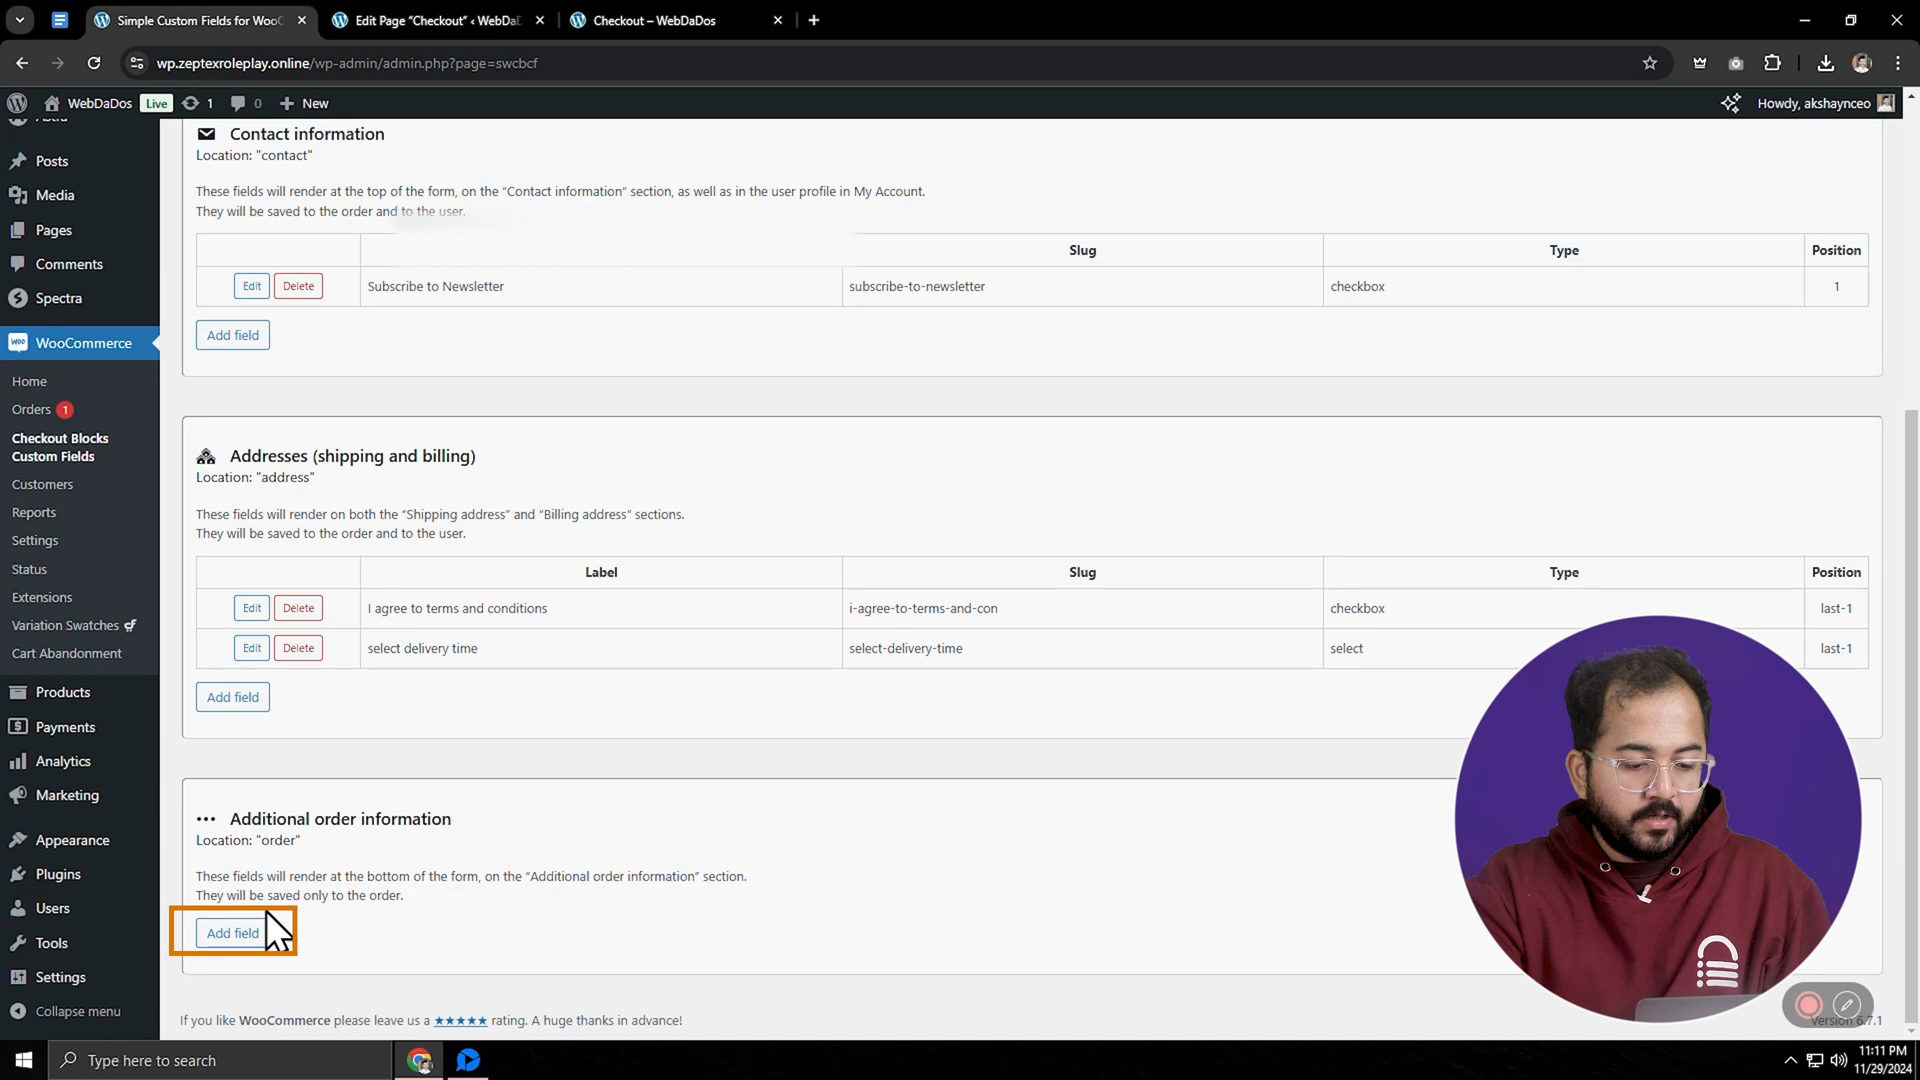 Simple Custom Fields for WooC
Edit Page “Checkout” ‹ WebDaD
Checkout – WebDaDos
wp.zeptexroleplay.online/wp-admin/admin.php?page=swcbcf
WebDaDos
Live
1
0
New
Howdy, akshaynceo
Astra
Posts
Media
Pages
Comments
Spectra
WooCommerce
Home
Orders 1
Checkout Blocks
Custom Fields
Customers
Reports
Settings
Status
Extensions
Variation Swatches
Cart Abandonment
Products
Payments
Analytics
Marketing
Appearance
Plugins
Users
Tools
Settings
Collapse menu
Contact information
Location: "contact"
These fields will render at the top of the form, on the “Contact information” section, as well as in the user profile in My Account.
They will be saved to the order and to the user.
Slug Type Position
Edit Delete Subscribe to Newsletter subscribe-to-newsletter checkbox 1
Add field
Addresses (shipping and billing)
Location: "address"
These fields will render on both the “Shipping address” and “Billing address” sections.
They will be saved to the order and to the user.
Label Slug Type Position
Edit Delete I agree to terms and conditions i-agree-to-terms-and-con checkbox last-1
Edit Delete select delivery time select-delivery-time select last-1
Add field
Additional order information
Location: "order"
These fields will render at the bottom of the form, on the “Additional order information” section.
They will be saved only to the order.
Add field
If you like WooCommerce please leave us a ★★★★★ rating. A huge thanks in advance!
Version 6.7.1
Type here to search
11:11 PM
11/29/2024